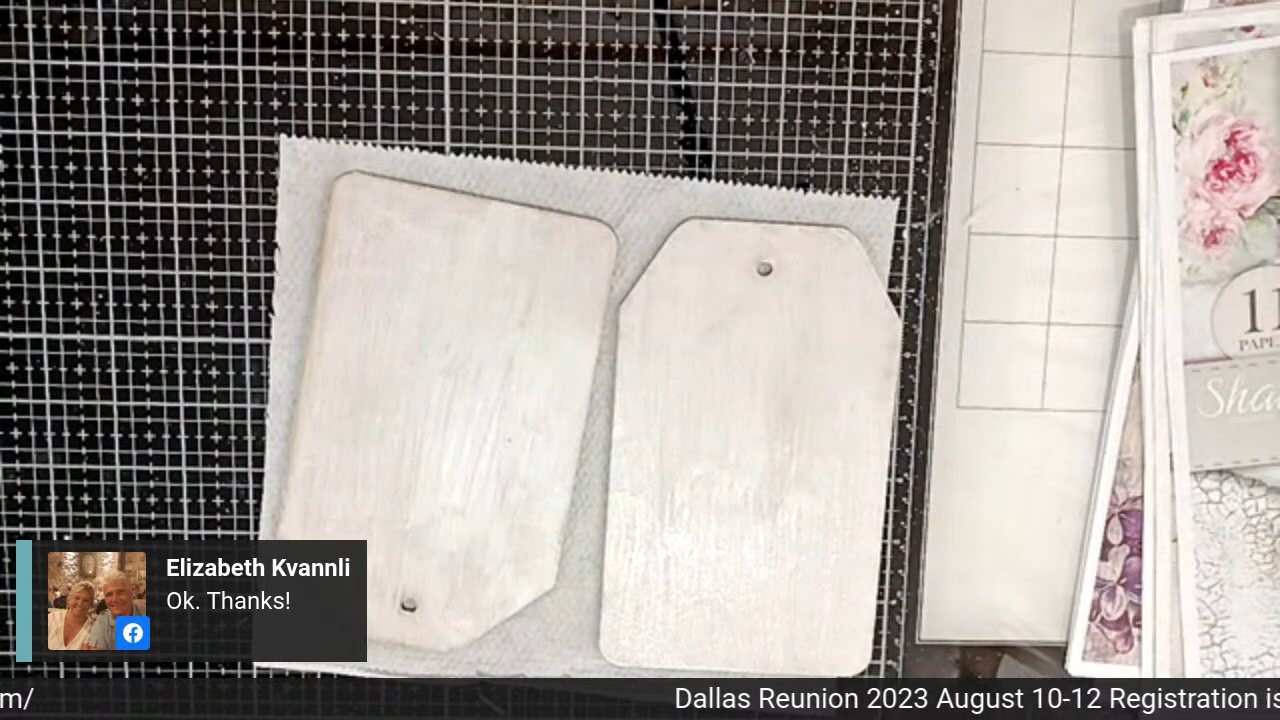 11
PAPE
Sha
Elizabeth Kvannli
Ok. Thanks!
m/
Dallas Reunion 2023 August 10-12 Registration is